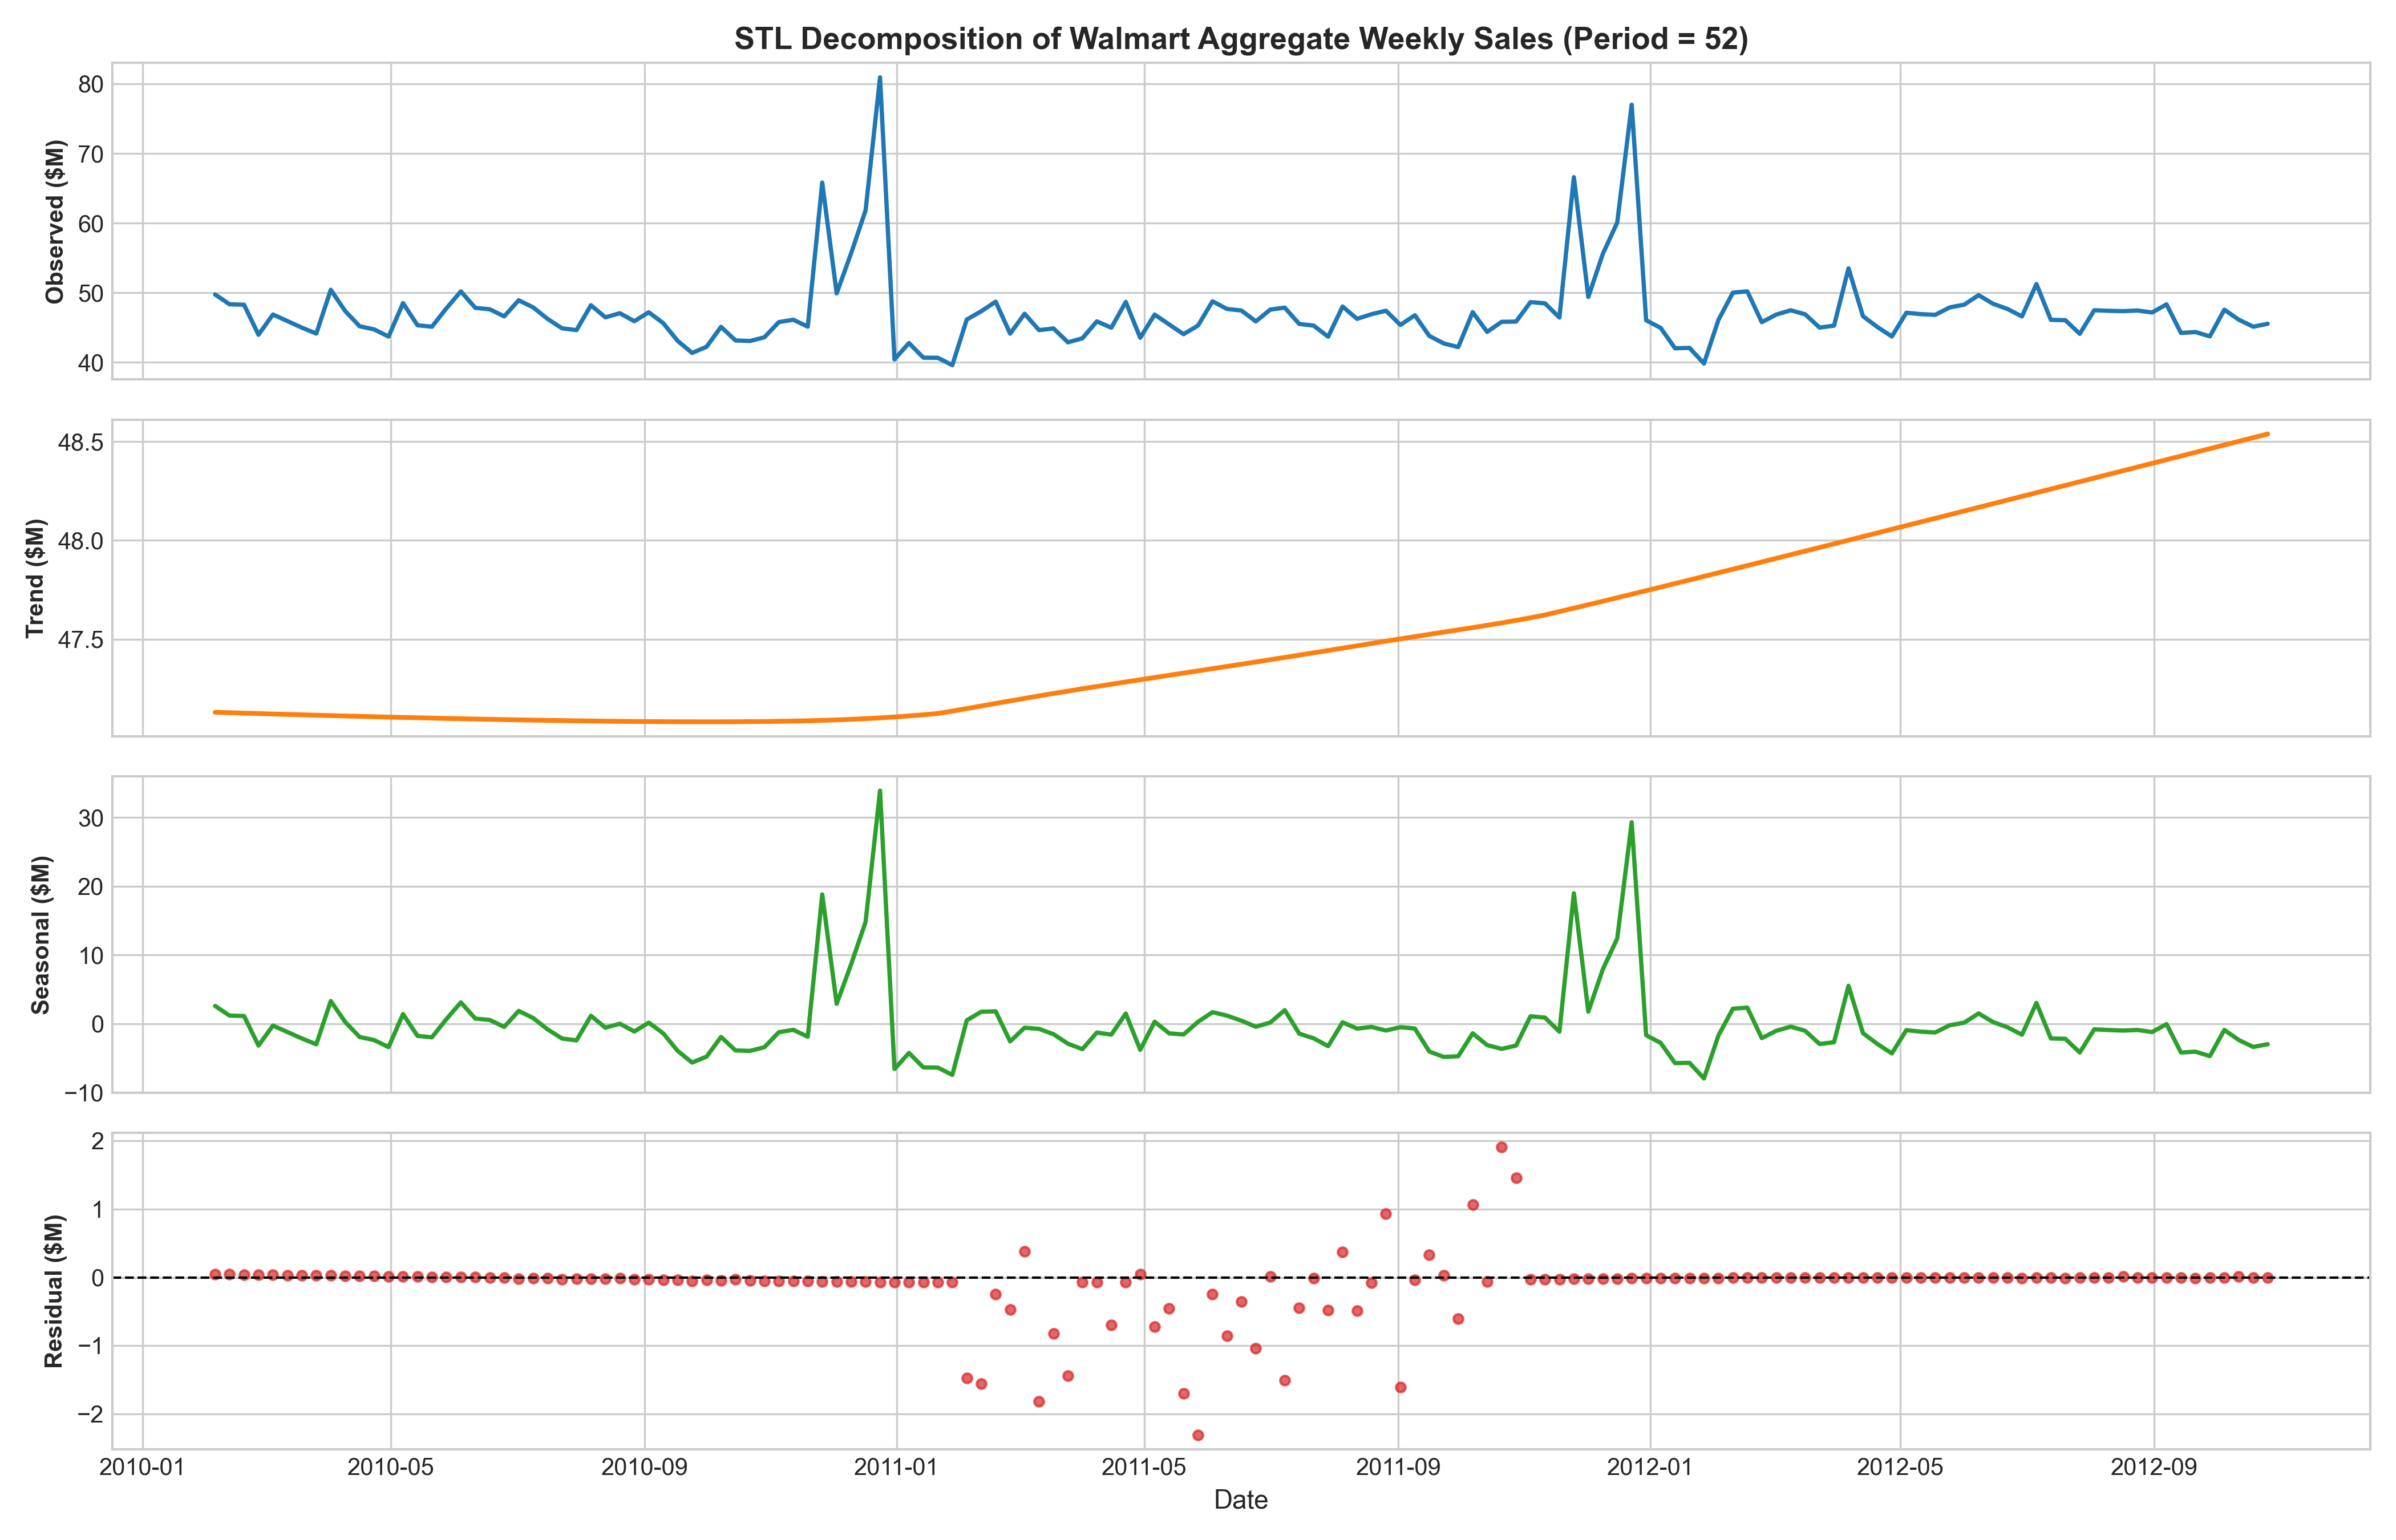 STL Decomposition of Walmart Aggregate Weekly Sales (Period = 52)
Observed ($M)
80
70
60
50
40
Trend ($M)
48.5
48.0
47.5
Seasonal ($M)
30
20
10
0
−10
Residual ($M)
2
1
0
−1
−2
2010-01 2010-05 2010-09 2011-01 2011-05 2011-09 2012-01 2012-05 2012-09
Date